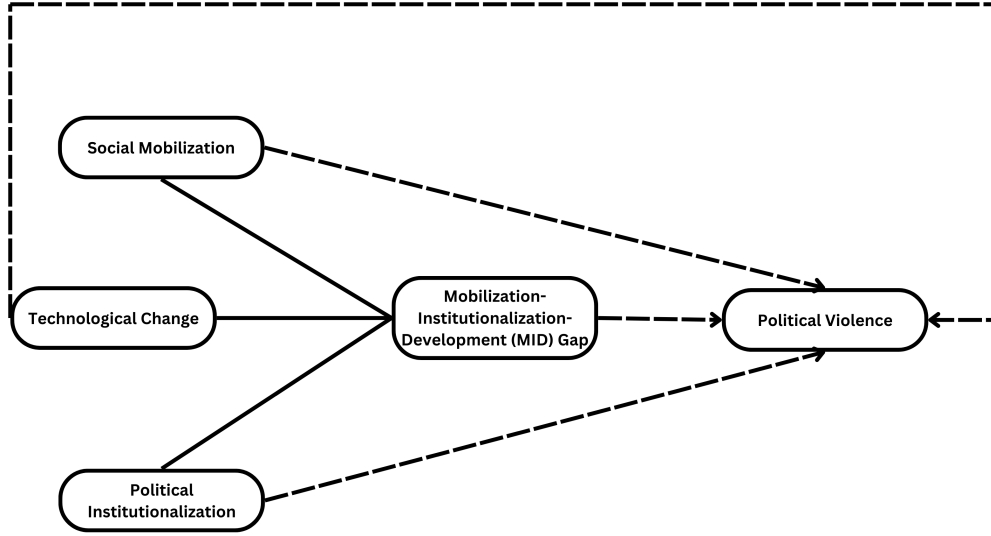 Social Mobilization
Technological Change
Mobilization-
Institutionalization-
Development (MID) Gap
Political Violence
Political
Institutionalization